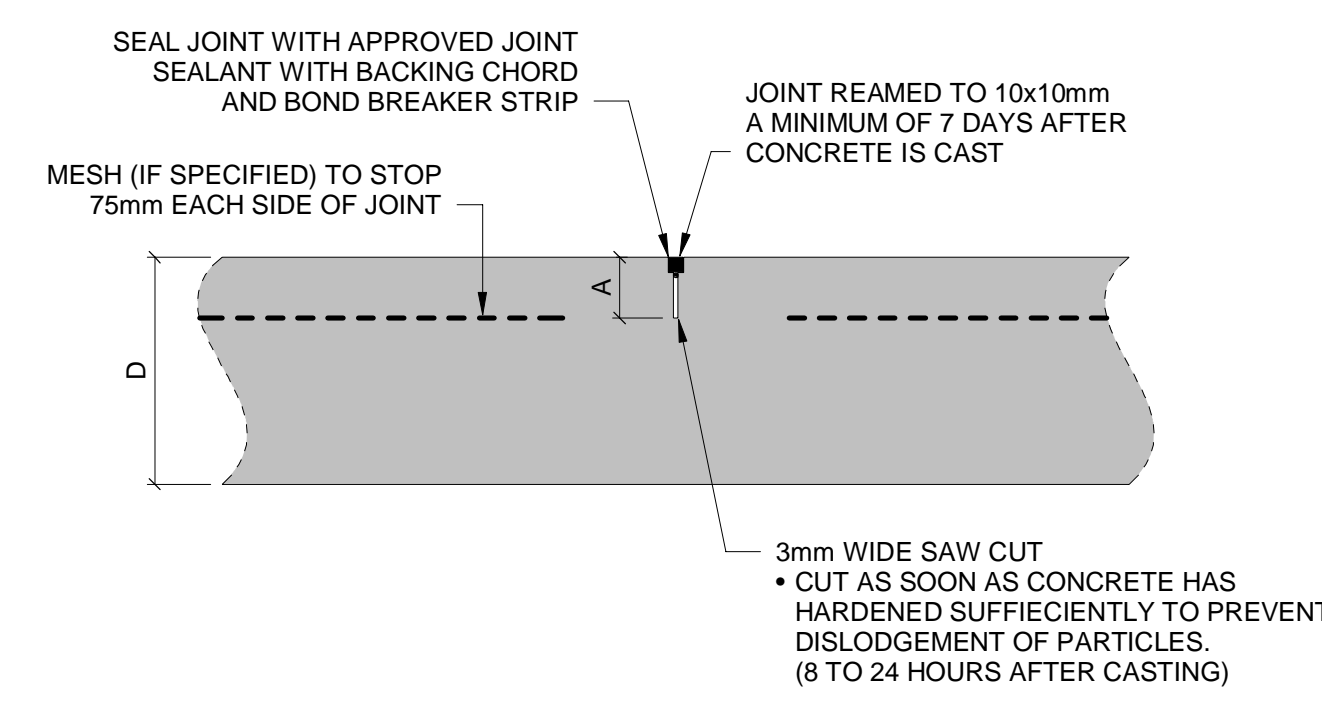 SEAL JOINT WITH APPROVED JOINT
SEALANT WITH BACKING CHORD
AND BOND BREAKER STRIP
JOINT REAMED TO 10x10mm
A MINIMUM OF 7 DAYS AFTER
CONCRETE IS CAST
MESH (IF SPECIFIED) TO STOP
75mm EACH SIDE OF JOINT
A
D
3mm WIDE SAW CUT
• CUT AS SOON AS CONCRETE HAS
HARDENED SUFFIECIENTLY TO PREVENT
DISLODGEMENT OF PARTICLES.
(8 TO 24 HOURS AFTER CASTING)